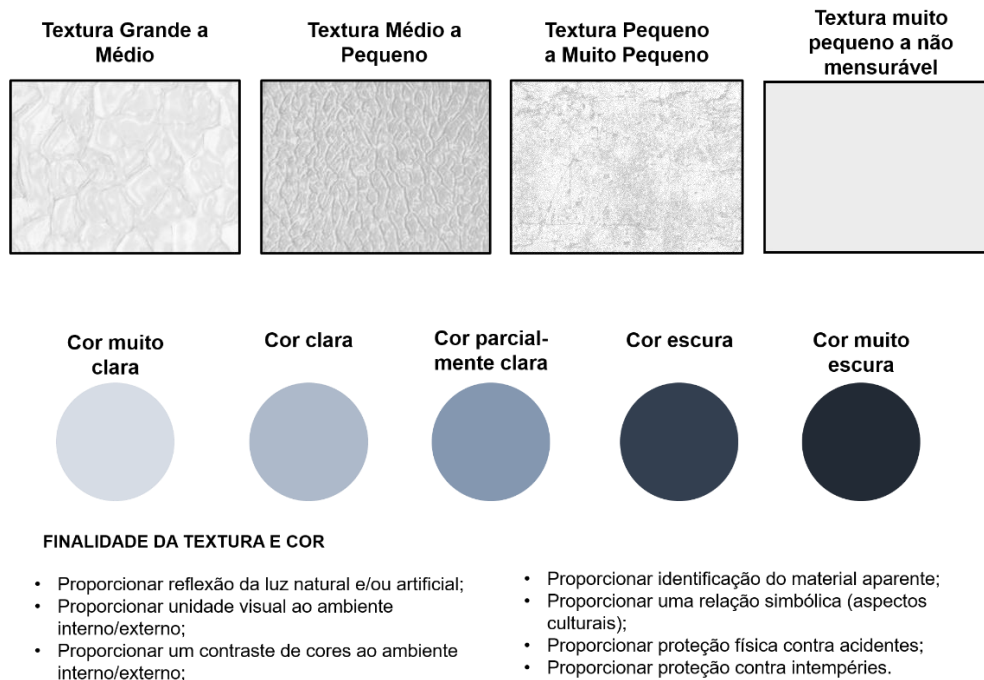 Textura Grande a
Médio
Textura Médio a
Pequeno
Textura Pequeno
a Muito Pequeno
Textura muito
pequeno a não
mensurável
Cor muito
clara
Cor clara
Cor parcial-
mente clara
Cor escura
Cor muito
escura
FINALIDADE DA TEXTURA E COR
• Proporcionar reflexão da luz natural e/ou artificial;
• Proporcionar unidade visual ao ambiente
interno/externo;
• Proporcionar um contraste de cores ao ambiente
interno/externo;
• Proporcionar identificação do material aparente;
• Proporcionar uma relação simbólica (aspectos
culturais);
• Proporcionar proteção física contra acidentes;
• Proporcionar proteção contra intempéries.